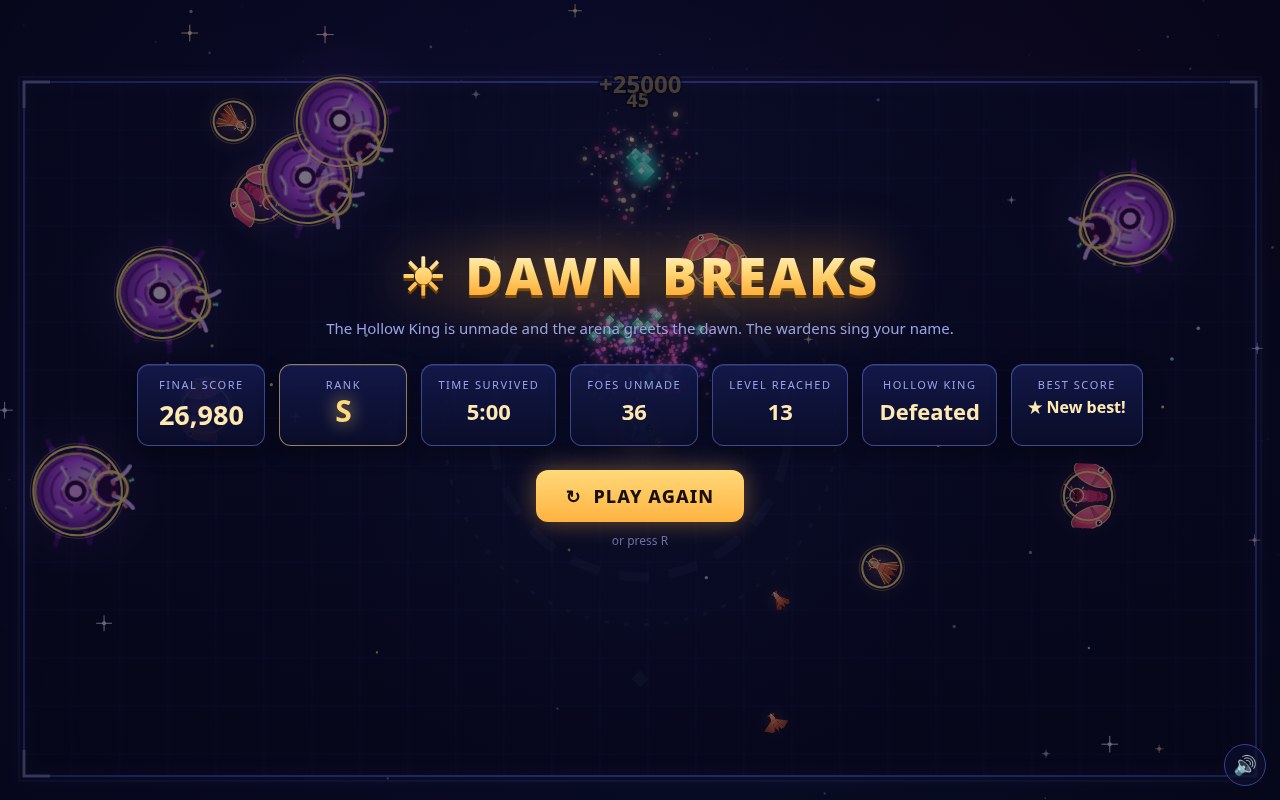 +25000
45
☀ DAWN BREAKS
The Hollow King is unmade and the arena greets the dawn. The wardens sing your name.
FINAL SCORE
26,980
RANK
S
TIME SURVIVED
5:00
FOES UNMADE
36
LEVEL REACHED
13
HOLLOW KING
Defeated
BEST SCORE
★ New best!
↻ PLAY AGAIN
or press R